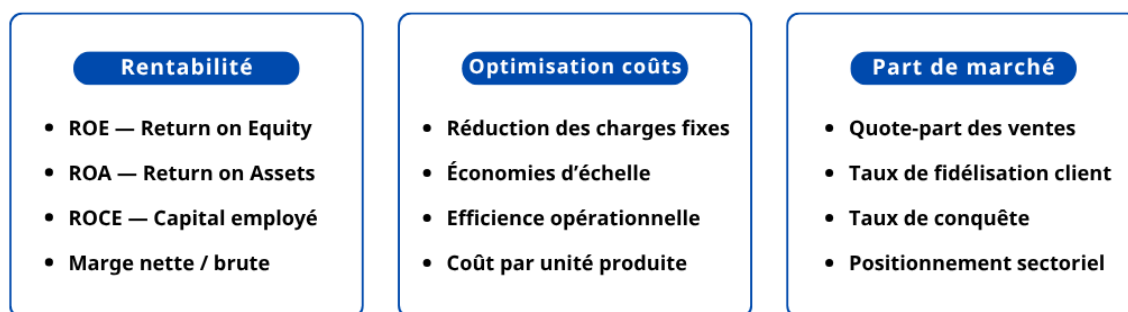 Rentabilité
• ROE — Return on Equity
• ROA — Return on Assets
• ROCE — Capital employé
• Marge nette / brute
Optimisation coûts
• Réduction des charges fixes
• Économies d’échelle
• Efficience opérationnelle
• Coût par unité produite
Part de marché
• Quote-part des ventes
• Taux de fidélisation client
• Taux de conquête
• Positionnement sectoriel